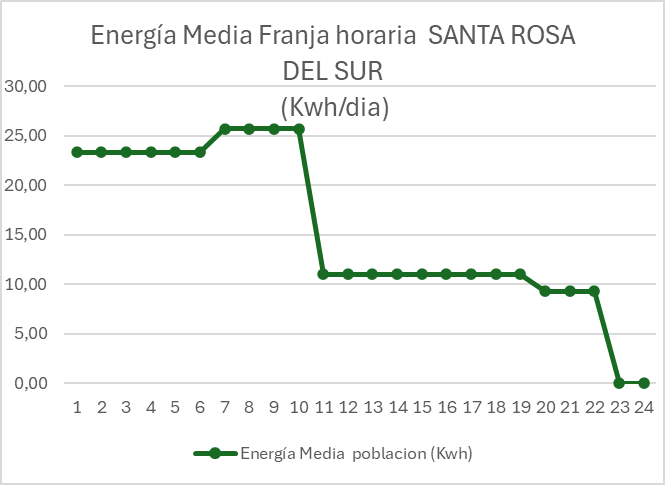 Energía Media Franja horaria  SANTA ROSA
DEL SUR
(Kwh/dia)
30,00
25,00
20,00
15,00
10,00
5,00
0,00
1 2 3 4 5 6 7 8 9 10 11 12 13 14 15 16 17 18 19 20 21 22 23 24
Energía Media  poblacion (Kwh)